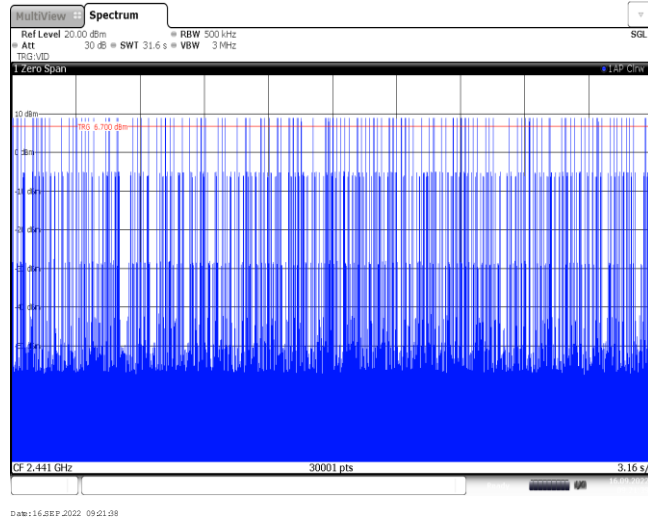 MultiView Spectrum
Ref Level 20.00 dBm RBW 500 kHz SGL
Att 30 dB SWT 31.6 s VBW 3 MHz
TRG:VID
1 Zero Span 1AP Clrw
10 dBm
TRG 6.700 dBm
0 dBm
CF 2.441 GHz 30001 pts 3.16 s/
Date:16.SEP.2022 09:21:38